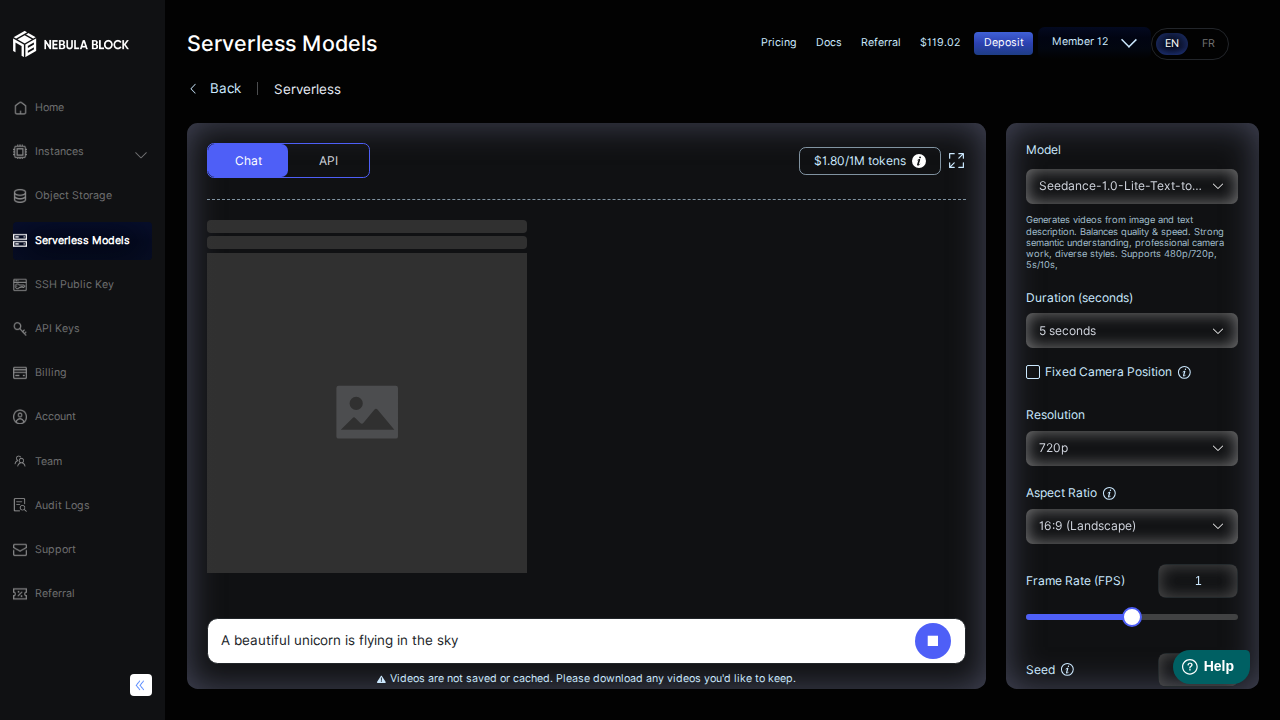 NEBULA BLOCK
Home
Instances
Object Storage
Serverless Models
SSH Public Key
API Keys
Billing
Account
Team
Audit Logs
Support
Referral
Serverless Models
Pricing
Docs
Referral
$119.02
Deposit
Member 12
EN
FR
Back
Serverless
Chat
API
$1.80/1M tokens
A beautiful unicorn is flying in the sky
Videos are not saved or cached. Please download any videos you'd like to keep.
Model
Seedance-1.0-Lite-Text-to...
Generates videos from image and text
description. Balances quality & speed. Strong
semantic understanding, professional camera
work, diverse styles. Supports 480p/720p,
5s/10s,
Duration (seconds)
5 seconds
Fixed Camera Position
Resolution
720p
Aspect Ratio
16:9 (Landscape)
Frame Rate (FPS)
1
Seed
Help